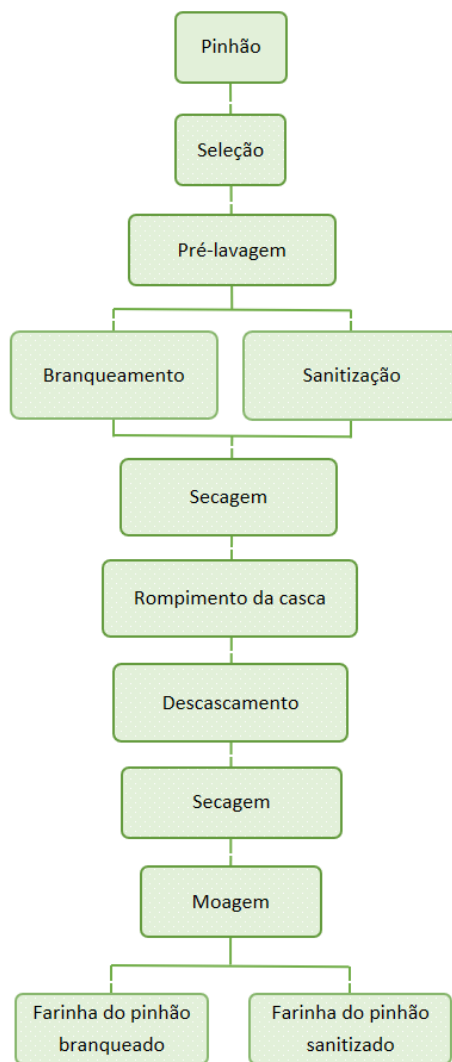 Pinhão
Seleção
Pré-lavagem
Branqueamento
Sanitização
Secagem
Rompimento da casca
Descascamento
Secagem
Moagem
Farinha do pinhão
branqueado
Farinha do pinhão
sanitizado